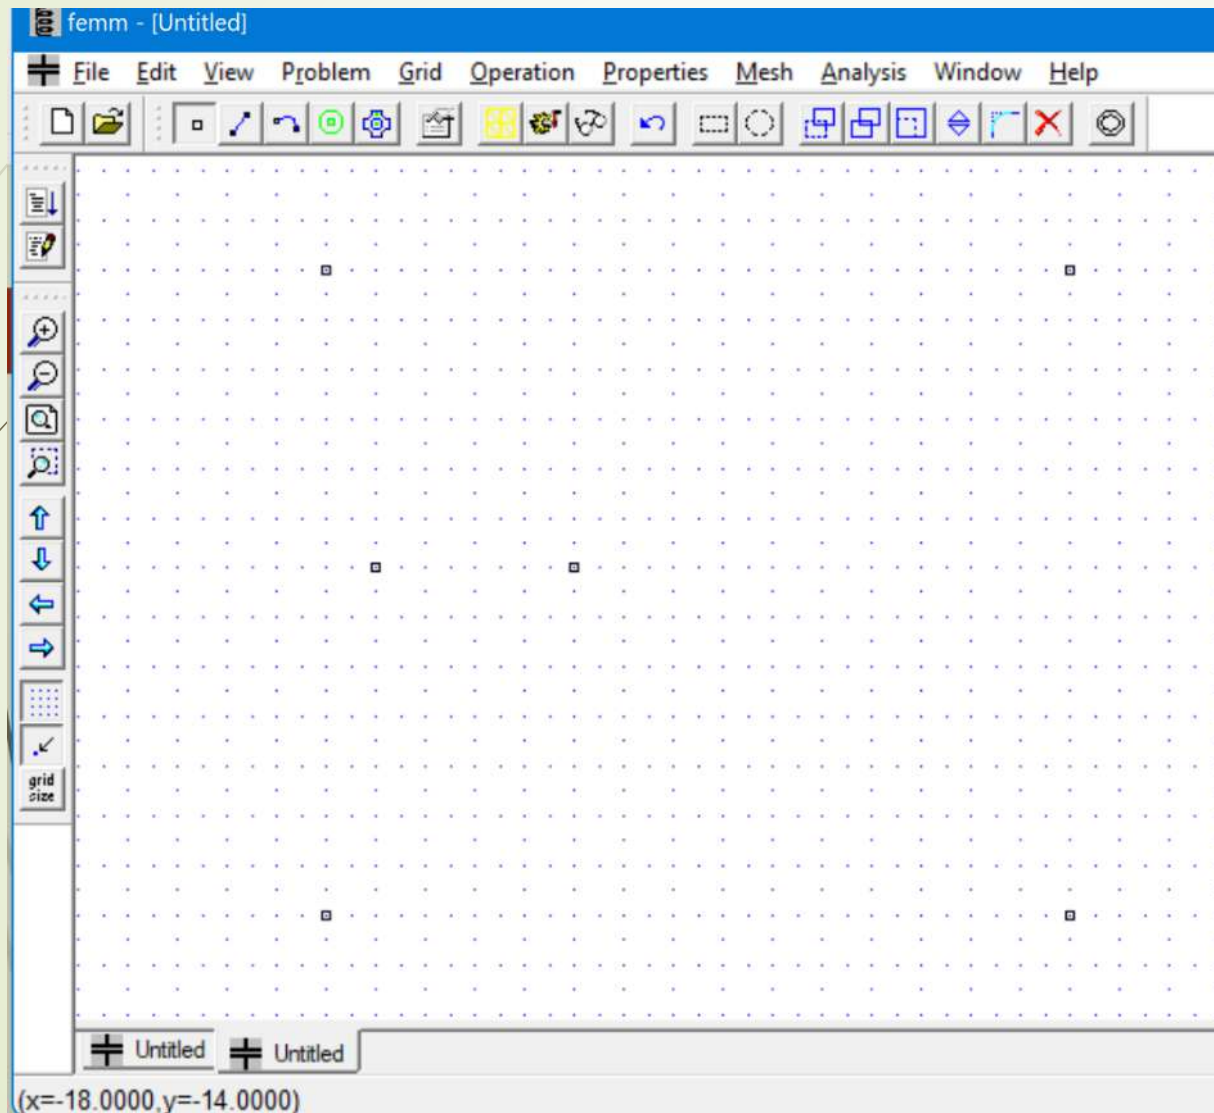 femm - [Untitled]
File Edit View Problem Grid Operation Properties Mesh Analysis Window Help
grid
size
Untitled Untitled
(x=-18.0000,y=-14.0000)